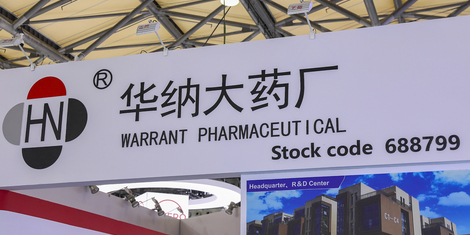 HN
®
华纳大药厂
WARRANT PHARMACEUTICAL
Stock code 688799
Headquarter, R&D Center